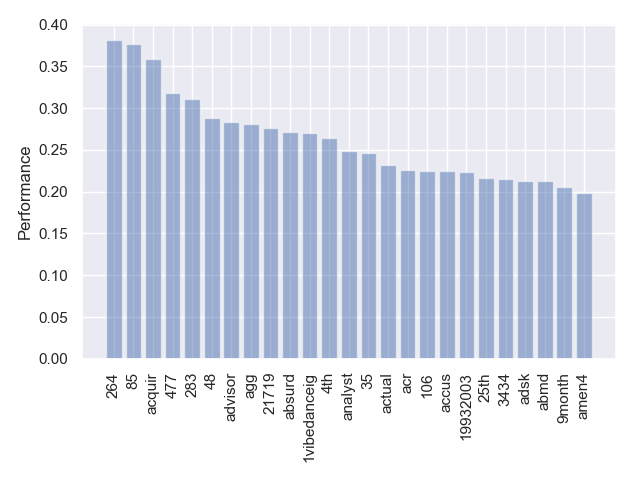 0.40
0.35
0.30
0.25
0.20
0.15
0.10
0.05
0.00
Performance
264
85
acquir
477
283
48
advisor
agg
21719
absurd
1vibedanceig
4th
analyst
35
actual
acr
106
accus
19932003
25th
3434
adsk
abmd
9month
amen4